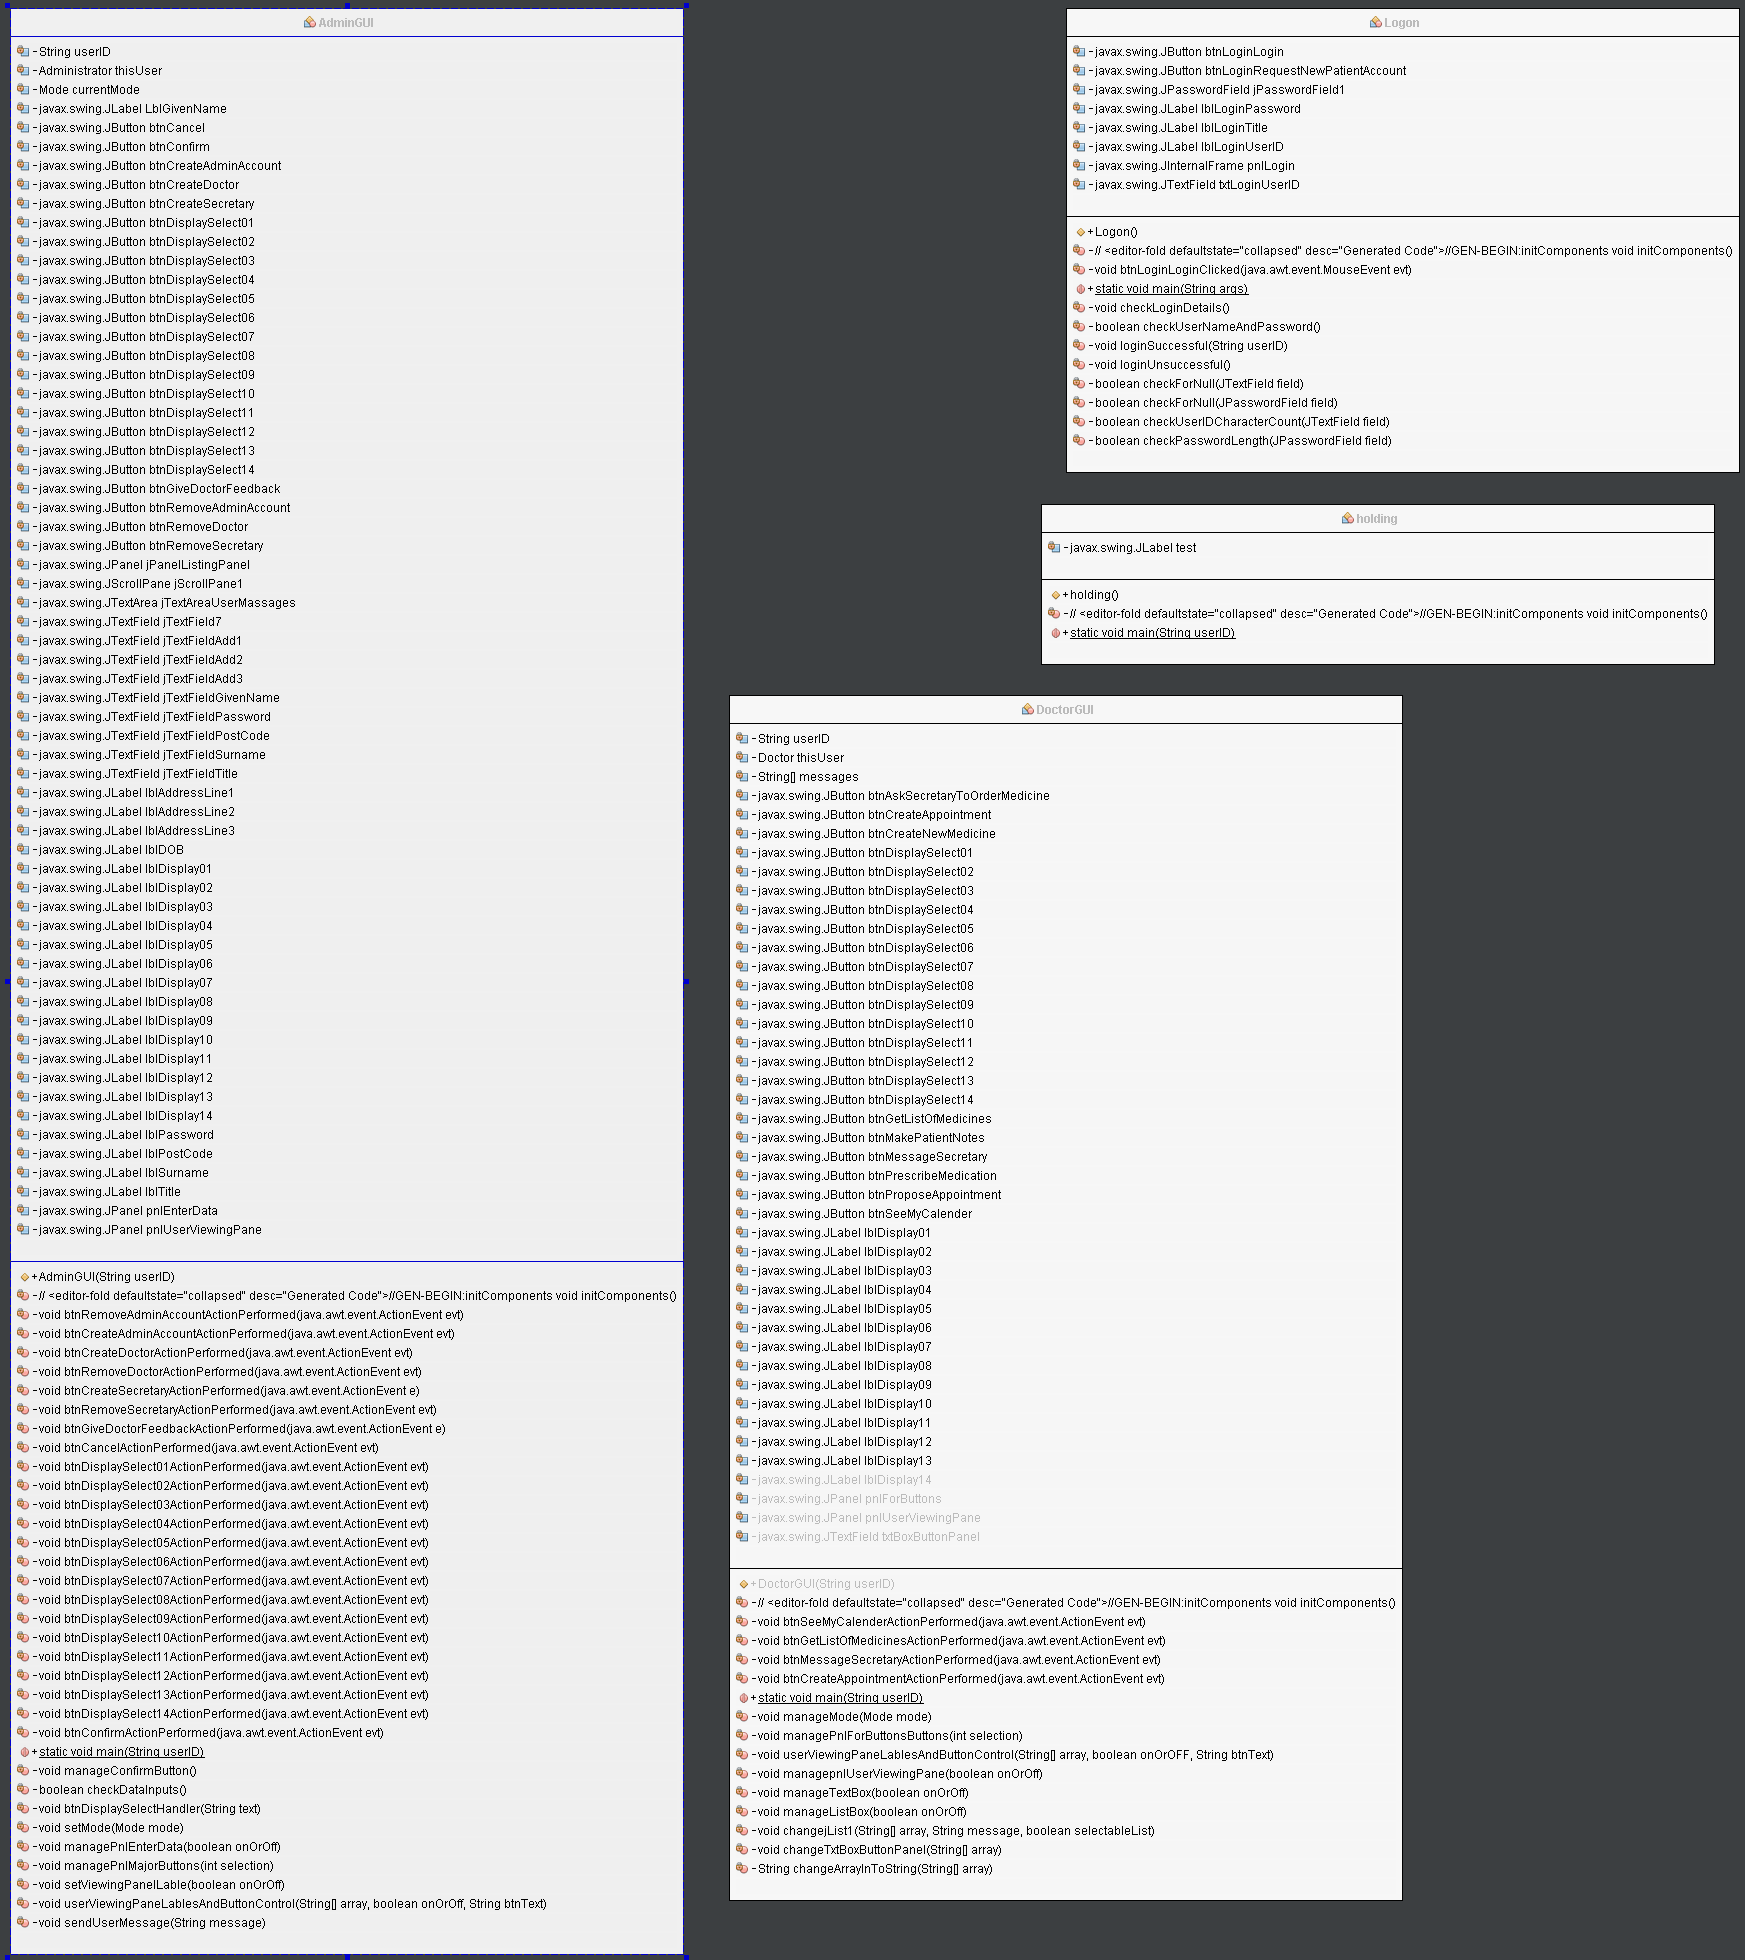 AdminGUI
-String userID
-Administrator thisUser
-Mode currentMode
-javax.swing.JLabel LblGivenName
-javax.swing.JButton btnCancel
-javax.swing.JButton btnConfirm
-javax.swing.JButton btnCreateAdminAccount
-javax.swing.JButton btnCreateDoctor
-javax.swing.JButton btnCreateSecretary
-javax.swing.JButton btnDisplaySelect01
-javax.swing.JButton btnDisplaySelect02
-javax.swing.JButton btnDisplaySelect03
-javax.swing.JButton btnDisplaySelect04
-javax.swing.JButton btnDisplaySelect05
-javax.swing.JButton btnDisplaySelect06
-javax.swing.JButton btnDisplaySelect07
-javax.swing.JButton btnDisplaySelect08
-javax.swing.JButton btnDisplaySelect09
-javax.swing.JButton btnDisplaySelect10
-javax.swing.JButton btnDisplaySelect11
-javax.swing.JButton btnDisplaySelect12
-javax.swing.JButton btnDisplaySelect13
-javax.swing.JButton btnDisplaySelect14
-javax.swing.JButton btnGiveDoctorFeedback
-javax.swing.JButton btnRemoveAdminAccount
-javax.swing.JButton btnRemoveDoctor
-javax.swing.JButton btnRemoveSecretary
-javax.swing.JPanel jPanelListingPanel
-javax.swing.JScrollPane jScrollPane1
-javax.swing.JTextArea jTextAreaUserMassages
-javax.swing.JTextField jTextField7
-javax.swing.JTextField jTextFieldAdd1
-javax.swing.JTextField jTextFieldAdd2
-javax.swing.JTextField jTextFieldAdd3
-javax.swing.JTextField jTextFieldGivenName
-javax.swing.JTextField jTextFieldPassword
-javax.swing.JTextField jTextFieldPostCode
-javax.swing.JTextField jTextFieldSurname
-javax.swing.JTextField jTextFieldTitle
-javax.swing.JLabel lblAddressLine1
-javax.swing.JLabel lblAddressLine2
-javax.swing.JLabel lblAddressLine3
-javax.swing.JLabel lblDOB
-javax.swing.JLabel lblDisplay01
-javax.swing.JLabel lblDisplay02
-javax.swing.JLabel lblDisplay03
-javax.swing.JLabel lblDisplay04
-javax.swing.JLabel lblDisplay05
-javax.swing.JLabel lblDisplay06
-javax.swing.JLabel lblDisplay07
-javax.swing.JLabel lblDisplay08
-javax.swing.JLabel lblDisplay09
-javax.swing.JLabel lblDisplay10
-javax.swing.JLabel lblDisplay11
-javax.swing.JLabel lblDisplay12
-javax.swing.JLabel lblDisplay13
-javax.swing.JLabel lblDisplay14
-javax.swing.JLabel lblPassword
-javax.swing.JLabel lblPostCode
-javax.swing.JLabel lblSurname
-javax.swing.JLabel lblTitle
-javax.swing.JPanel pnlEnterData
-javax.swing.JPanel pnlUserViewingPane
+AdminGUI(String userID)
-// <editor-fold defaultstate="collapsed" desc="Generated Code">//GEN-BEGIN:initComponents void initComponents()
-void btnRemoveAdminAccountActionPerformed(java.awt.event.ActionEvent evt)
-void btnCreateAdminAccountActionPerformed(java.awt.event.ActionEvent evt)
-void btnCreateDoctorActionPerformed(java.awt.event.ActionEvent evt)
-void btnRemoveDoctorActionPerformed(java.awt.event.ActionEvent evt)
-void btnCreateSecretaryActionPerformed(java.awt.event.ActionEvent e)
-void btnRemoveSecretaryActionPerformed(java.awt.event.ActionEvent evt)
-void btnGiveDoctorFeedbackActionPerformed(java.awt.event.ActionEvent e)
-void btnCancelActionPerformed(java.awt.event.ActionEvent evt)
-void btnDisplaySelect01ActionPerformed(java.awt.event.ActionEvent evt)
-void btnDisplaySelect02ActionPerformed(java.awt.event.ActionEvent evt)
-void btnDisplaySelect03ActionPerformed(java.awt.event.ActionEvent evt)
-void btnDisplaySelect04ActionPerformed(java.awt.event.ActionEvent evt)
-void btnDisplaySelect05ActionPerformed(java.awt.event.ActionEvent evt)
-void btnDisplaySelect06ActionPerformed(java.awt.event.ActionEvent evt)
-void btnDisplaySelect07ActionPerformed(java.awt.event.ActionEvent evt)
-void btnDisplaySelect08ActionPerformed(java.awt.event.ActionEvent evt)
-void btnDisplaySelect09ActionPerformed(java.awt.event.ActionEvent evt)
-void btnDisplaySelect10ActionPerformed(java.awt.event.ActionEvent evt)
-void btnDisplaySelect11ActionPerformed(java.awt.event.ActionEvent evt)
-void btnDisplaySelect12ActionPerformed(java.awt.event.ActionEvent evt)
-void btnDisplaySelect13ActionPerformed(java.awt.event.ActionEvent evt)
-void btnDisplaySelect14ActionPerformed(java.awt.event.ActionEvent evt)
-void btnConfirmActionPerformed(java.awt.event.ActionEvent evt)
+static void main(String userID)
-void manageConfirmButton()
-boolean checkDataInputs()
-void btnDisplaySelectHandler(String text)
-void setMode(Mode mode)
-void managePnlEnterData(boolean onOrOff)
-void managePnlMajorButtons(int selection)
-void setViewingPanelLable(boolean onOrOff)
-void userViewingPaneLablesAndButtonControl(String[] array, boolean onOrOff, String btnText)
-void sendUserMessage(String message)
Logon
-javax.swing.JButton btnLoginLogin
-javax.swing.JButton btnLoginRequestNewPatientAccount
-javax.swing.JPasswordField jPasswordField1
-javax.swing.JLabel lblLoginPassword
-javax.swing.JLabel lblLoginTitle
-javax.swing.JLabel lblLoginUserID
-javax.swing.JInternalFrame pnlLogin
-javax.swing.JTextField txtLoginUserID
+Logon()
-// <editor-fold defaultstate="collapsed" desc="Generated Code">//GEN-BEGIN:initComponents void initComponents()
-void btnLoginLoginClicked(java.awt.event.MouseEvent evt)
+static void main(String args)
-void checkLoginDetails()
-boolean checkUserNameAndPassword()
-void loginSuccessful(String userID)
-void loginUnsuccessful()
-boolean checkForNull(JTextField field)
-boolean checkForNull(JPasswordField field)
-boolean checkUserIDCharacterCount(JTextField field)
-boolean checkPasswordLength(JPasswordField field)
holding
-javax.swing.JLabel test
+holding()
-// <editor-fold defaultstate="collapsed" desc="Generated Code">//GEN-BEGIN:initComponents void initComponents()
+static void main(String userID)
DoctorGUI
-String userID
-Doctor thisUser
-String[] messages
-javax.swing.JButton btnAskSecretaryToOrderMedicine
-javax.swing.JButton btnCreateAppointment
-javax.swing.JButton btnCreateNewMedicine
-javax.swing.JButton btnDisplaySelect01
-javax.swing.JButton btnDisplaySelect02
-javax.swing.JButton btnDisplaySelect03
-javax.swing.JButton btnDisplaySelect04
-javax.swing.JButton btnDisplaySelect05
-javax.swing.JButton btnDisplaySelect06
-javax.swing.JButton btnDisplaySelect07
-javax.swing.JButton btnDisplaySelect08
-javax.swing.JButton btnDisplaySelect09
-javax.swing.JButton btnDisplaySelect10
-javax.swing.JButton btnDisplaySelect11
-javax.swing.JButton btnDisplaySelect12
-javax.swing.JButton btnDisplaySelect13
-javax.swing.JButton btnDisplaySelect14
-javax.swing.JButton btnGetListOfMedicines
-javax.swing.JButton btnMakePatientNotes
-javax.swing.JButton btnMessageSecretary
-javax.swing.JButton btnPrescribeMedication
-javax.swing.JButton btnProposeAppointment
-javax.swing.JButton btnSeeMyCalender
-javax.swing.JLabel lblDisplay01
-javax.swing.JLabel lblDisplay02
-javax.swing.JLabel lblDisplay03
-javax.swing.JLabel lblDisplay04
-javax.swing.JLabel lblDisplay05
-javax.swing.JLabel lblDisplay06
-javax.swing.JLabel lblDisplay07
-javax.swing.JLabel lblDisplay08
-javax.swing.JLabel lblDisplay09
-javax.swing.JLabel lblDisplay10
-javax.swing.JLabel lblDisplay11
-javax.swing.JLabel lblDisplay12
-javax.swing.JLabel lblDisplay13
-javax.swing.JLabel lblDisplay14
-javax.swing.JPanel pnlForButtons
-javax.swing.JPanel pnlUserViewingPane
-javax.swing.JTextField txtBoxButtonPanel
+DoctorGUI(String userID)
-// <editor-fold defaultstate="collapsed" desc="Generated Code">//GEN-BEGIN:initComponents void initComponents()
-void btnSeeMyCalenderActionPerformed(java.awt.event.ActionEvent evt)
-void btnGetListOfMedicinesActionPerformed(java.awt.event.ActionEvent evt)
-void btnMessageSecretaryActionPerformed(java.awt.event.ActionEvent evt)
-void btnCreateAppointmentActionPerformed(java.awt.event.ActionEvent evt)
+static void main(String userID)
-void manageMode(Mode mode)
-void managePnlForButtonsButtons(int selection)
-void userViewingPaneLablesAndButtonControl(String[] array, boolean onOrOFF, String btnText)
-void managepnlUserViewingPane(boolean onOrOff)
-void manageTextBox(boolean onOrOff)
-void manageListBox(boolean onOrOff)
-void changejList1(String[] array, String message, boolean selectableList)
-void changeTxtBoxButtonPanel(String[] array)
-String changeArrayInToString(String[] array)